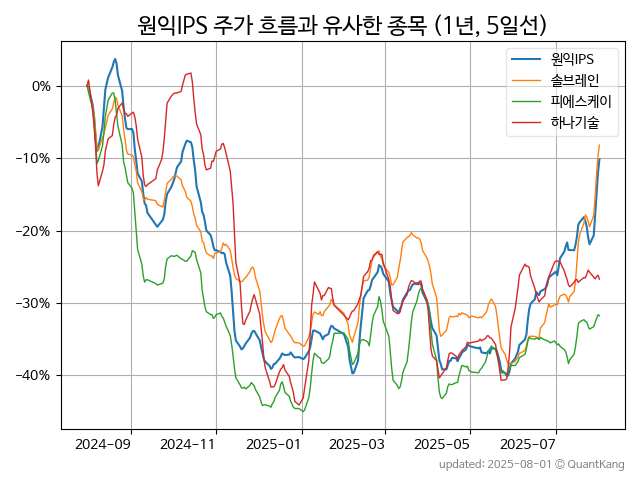 원익IPS 주가 흐름과 유사한 종목 (1년, 5일선)
원익IPS
솔브레인
피에스케이
하나기술
0%
−10%
−20%
−30%
−40%
2024-09
2024-11
2025-01
2025-03
2025-05
2025-07
updated: 2025-08-01 © QuantKang